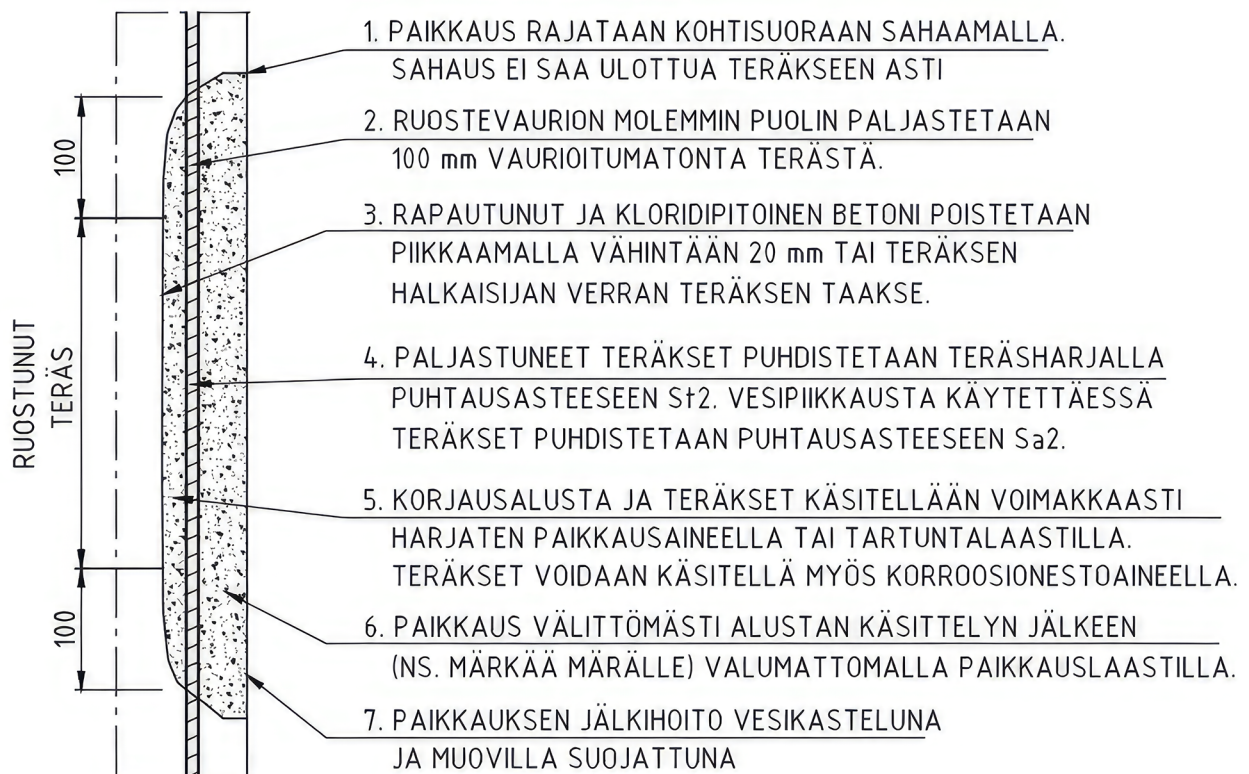 1. PAIKKAUS RAJATAAN KOHTISUORAAN SAHAAMALLA.
SAHAUS EI SAA ULOTTUA TERÄKSEEN ASTI
2. RUOSTEVAURION MOLEMMIN PUOLIN PALJASTETAAN
100 mm VAURIOITUMATONTA TERÄSTÄ.
3. RAPAUTUNUT JA KLORIDIPITOINEN BETONI POISTETAAN
PIIKKAAMALLA VÄHINTÄÄN 20 mm TAI TERÄKSEN
HALKAISIJAN VERRAN TERÄKSEN TAAKSE.
4. PALJASTUNEET TERÄKSET PUHDISTETAAN TERÄSHARJALLA
PUHTAUSASTEESEEN St2. VESIPIIKKAUSTA KÄYTETTÄESSÄ
TERÄKSET PUHDISTETAAN PUHTAUSASTEESEEN Sa2.
5. KORJAUSALUSTA JA TERÄKSET KÄSITELLÄÄN VOIMAKKAASTI
HARJATEN PAIKKAUSAINEELLA TAI TARTUNTALAASTILLA.
TERÄKSET VOIDAAN KÄSITELLÄ MYÖS KORROOSIONESTOAINEELLA.
6. PAIKKAUS VÄLITTÖMÄSTI ALUSTAN KÄSITTELYN JÄLKEEN
(NS. MÄRKÄÄ MÄRÄLLE) VALUMATTOMALLA PAIKKAUSLAASTILLA.
7. PAIKKAUKSEN JÄLKIHOITO VESIKASTELUNA
JA MUOVILLA SUOJATTUNA
100
RUOSTUNUT
TERÄS
100